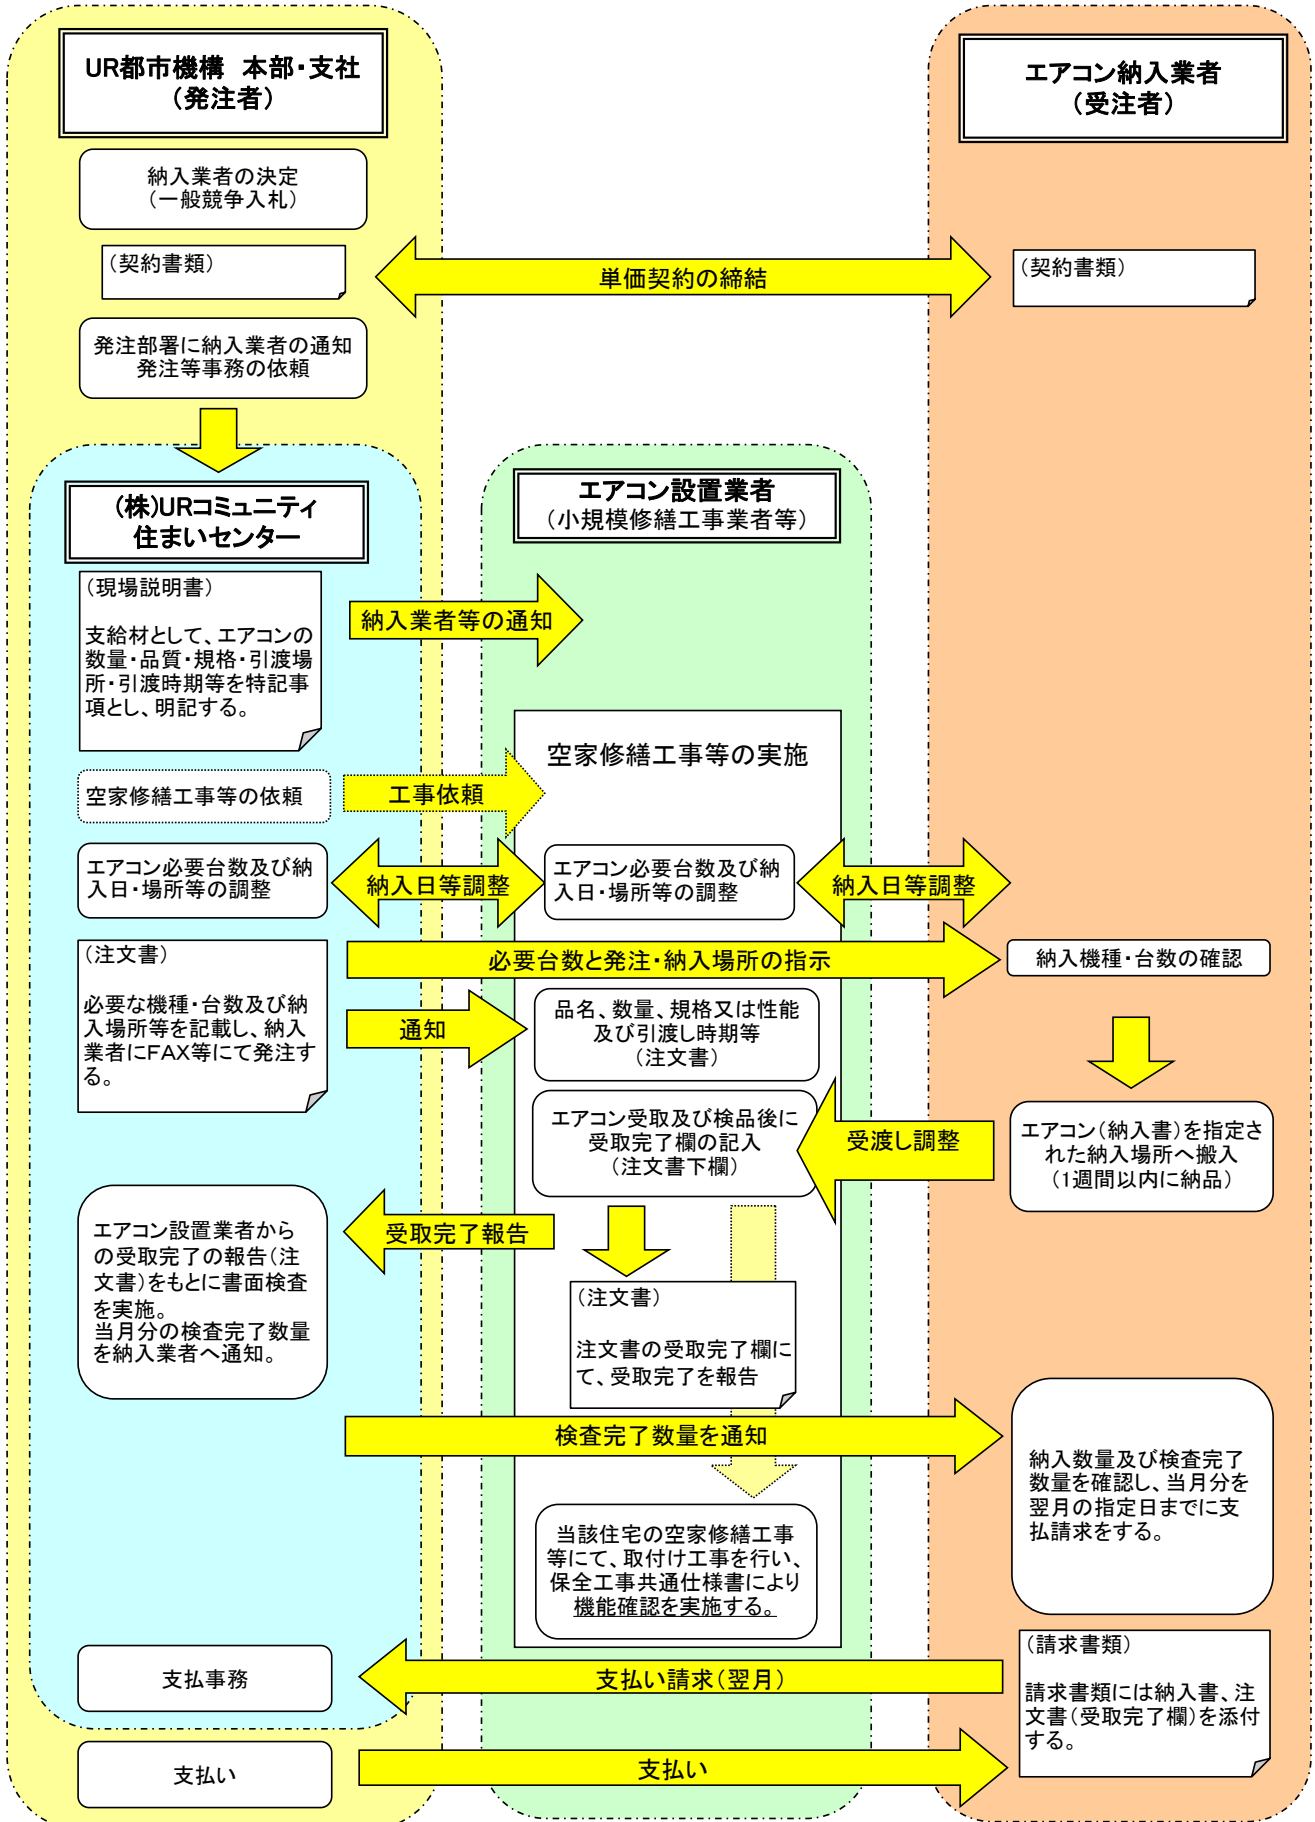 UR都市機構　本部・支社
（発注者）
エアコン納入業者
（受注者）
納入業者の決定
（一般競争入札）
（契約書類）
単価契約の締結
（契約書類）
発注部署に納入業者の通知
発注等事務の依頼
(株)URコミュニティ
住まいセンター
エアコン設置業者
（小規模修繕工事業者等）
（現場説明書）
支給材として、エアコンの
数量・品質・規格・引渡場
所・引渡時期等を特記事
項とし、明記する。
納入業者等の通知
空家修繕工事等の実施
空家修繕工事等の依頼
工事依頼
エアコン必要台数及び納
入日・場所等の調整
納入日等調整
エアコン必要台数及び納
入日・場所等の調整
納入日等調整
（注文書）
必要な機種・台数及び納
入場所等を記載し、納入
業者にFAX等にて発注す
る。
必要台数と発注・納入場所の指示
納入機種・台数の確認
通知
品名、数量、規格又は性能
及び引渡し時期等
（注文書）
エアコン受取及び検品後に
受取完了欄の記入
（注文書下欄）
受渡し調整
エアコン（納入書）を指定さ
れた納入場所へ搬入
（1週間以内に納品）
エアコン設置業者か��
の受取完了の報告（注
文書）をもとに書面検査
を実施。
当月分の検査完了数量
を納入業者へ通知。
受取完了報告
（注文書）
注文書の受取完了欄に
て、受取完了を報告
検査完了数量を通知
納入数量及び検査完了
数量を確認し、当月分を
翌月の指定日までに支
払請求をする。
当該住宅の空家修繕工事
等にて、取付け工事を行い、
保全工事共通仕様書により
機能確認を実施する。
支払事務
支払い請求（翌月）
（請求書類）
請求書類には納入書、注
文書（受取完了欄）を添付
する。
支払い
支払い